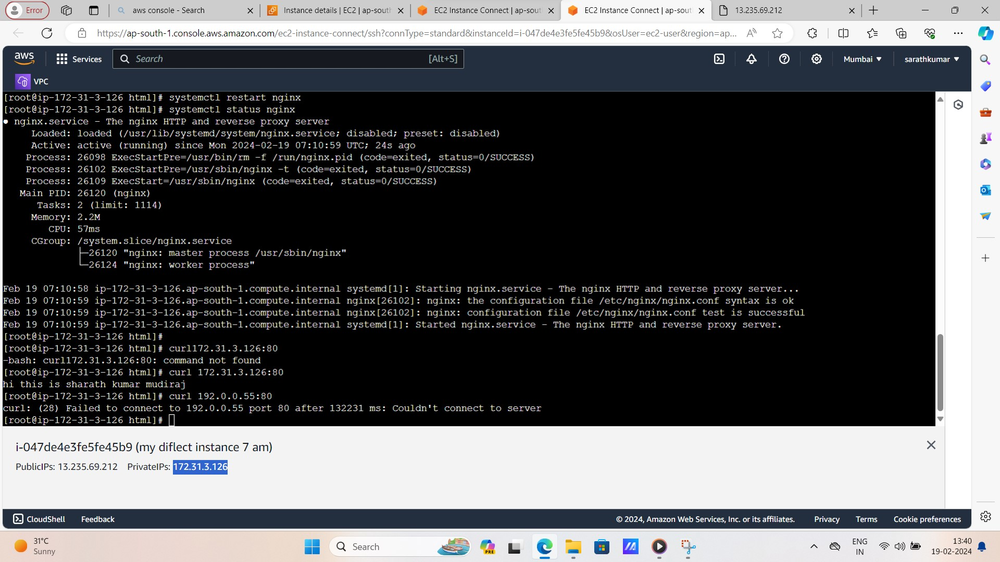 Error
aws console - Search
Instance details | EC2 | ap-sout
EC2 Instance Connect | ap-sout
EC2 Instance Connect | ap-sout
13.235.69.212
https://ap-south-1.console.aws.amazon.com/ec2-instance-connect/ssh?connType=standard&instanceId=i-047de4e3fe5fe45b9&osUser=ec2-user&region=ap...
aws
Services
Search
[Alt+S]
Mumbai
sarathkumar
VPC
[root@ip-172-31-3-126 html]# systemctl restart nginx
[root@ip-172-31-3-126 html]# systemctl status nginx
● nginx.service - The nginx HTTP and reverse proxy server
Loaded: loaded (/usr/lib/systemd/system/nginx.service; disabled; preset: disabled)
Active: active (running) since Mon 2024-02-19 07:10:59 UTC; 24s ago
Process: 26098 ExecStartPre=/usr/bin/rm -f /run/nginx.pid (code=exited, status=0/SUCCESS)
Process: 26102 ExecStartPre=/usr/sbin/nginx -t (code=exited, status=0/SUCCESS)
Process: 26109 ExecStart=/usr/sbin/nginx (code=exited, status=0/SUCCESS)
Main PID: 26120 (nginx)
Tasks: 2 (limit: 1114)
Memory: 2.2M
CPU: 57ms
CGroup: /system.slice/nginx.service
├─26120 "nginx: master process /usr/sbin/nginx"
└─26124 "nginx: worker process"
Feb 19 07:10:58 ip-172-31-3-126.ap-south-1.compute.internal systemd[1]: Starting nginx.service - The nginx HTTP and reverse proxy server...
Feb 19 07:10:59 ip-172-31-3-126.ap-south-1.compute.internal nginx[26102]: nginx: the configuration file /etc/nginx/nginx.conf syntax is ok
Feb 19 07:10:59 ip-172-31-3-126.ap-south-1.compute.internal nginx[26102]: nginx: configuration file /etc/nginx/nginx.conf test is successful
Feb 19 07:10:59 ip-172-31-3-126.ap-south-1.compute.internal systemd[1]: Started nginx.service - The nginx HTTP and reverse proxy server.
[root@ip-172-31-3-126 html]#
[root@ip-172-31-3-126 html]# curl172.31.3.126:80
-bash: curl172.31.3.126:80: command not found
[root@ip-172-31-3-126 html]# curl 172.31.3.126:80
hi this is sharath kumar mudiraj
[root@ip-172-31-3-126 html]# curl 192.0.0.55:80
curl: (28) Failed to connect to 192.0.0.55 port 80 after 132231 ms: Couldn't connect to server
[root@ip-172-31-3-126 html]#
i-047de4e3fe5fe45b9 (my diflect instance 7 am)
PublicIPs: 13.235.69.212 PrivateIPs: 172.31.3.126
CloudShell
Feedback
© 2024, Amazon Web Services, Inc. or its affiliates.
Privacy
Terms
Cookie preferences
31°C
Sunny
Search
PRE
ENG
IN
13:40
19-02-2024